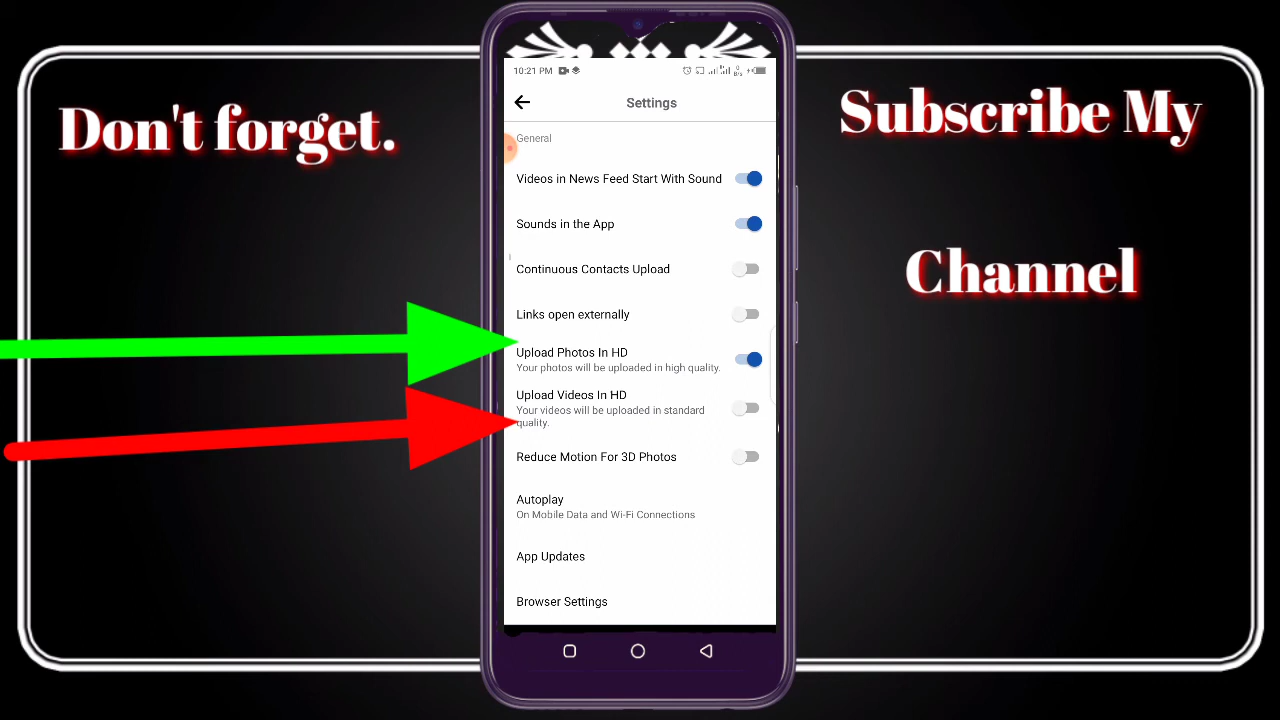 Don't forget.
Subscribe My
Channel
10:21 PM
Settings
General
Videos in News Feed Start With Sound
Sounds in the App
Continuous Contacts Upload
Links open externally
Upload Photos In HD
Your photos will be uploaded in high quality.
Upload Videos In HD
Your videos will be uploaded in standard
quality.
Reduce Motion For 3D Photos
Autoplay
On Mobile Data and Wi-Fi Connections
App Updates
Browser Settings